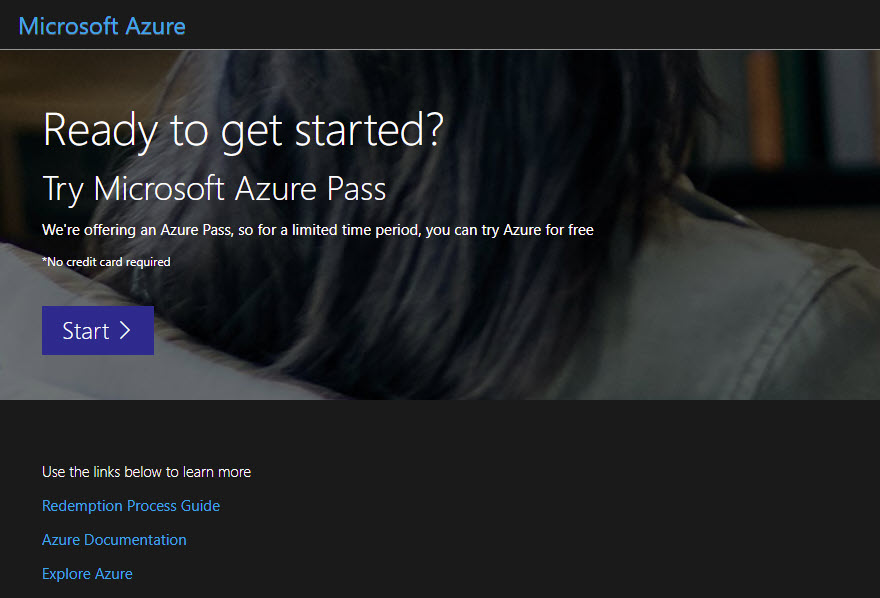 Microsoft Azure
Ready to get started?
Try Microsoft Azure Pass
We're offering an Azure Pass, so for a limited time period, you can try Azure for free
*No credit card required
Start >
Use the links below to learn more
Redemption Process Guide
Azure Documentation
Explore Azure